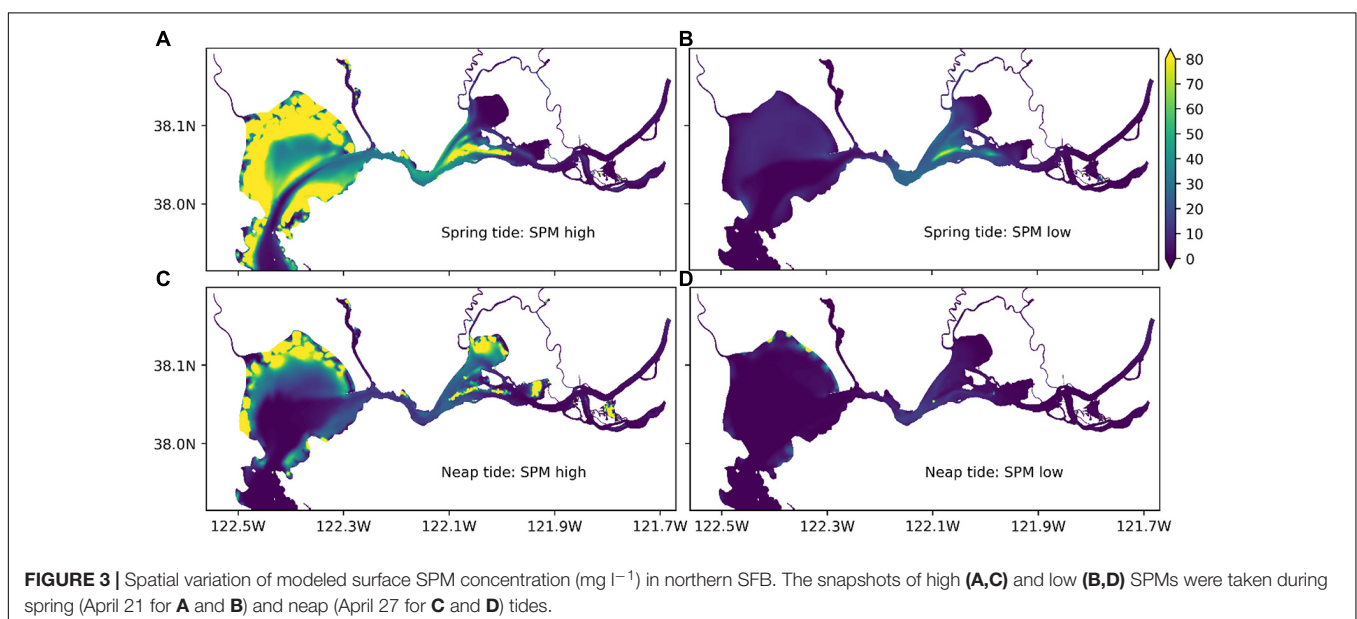 A
B
38.1N
38.0N
Spring tide: SPM high
Spring tide: SPM low
80
70
60
50
40
30
20
10
0
C
D
38.1N
38.0N
Neap tide: SPM high
Neap tide: SPM low
122.5W 122.3W 122.1W 121.9W 121.7W
122.5W 122.3W 122.1W 121.9W 121.7W
FIGURE 3 | Spatial variation of modeled surface SPM concentration (mg l−1) in northern SFB. The snapshots of high (A,C) and low (B,D) SPMs were taken during
spring (April 21 for A and B) and neap (April 27 for C and D) tides.